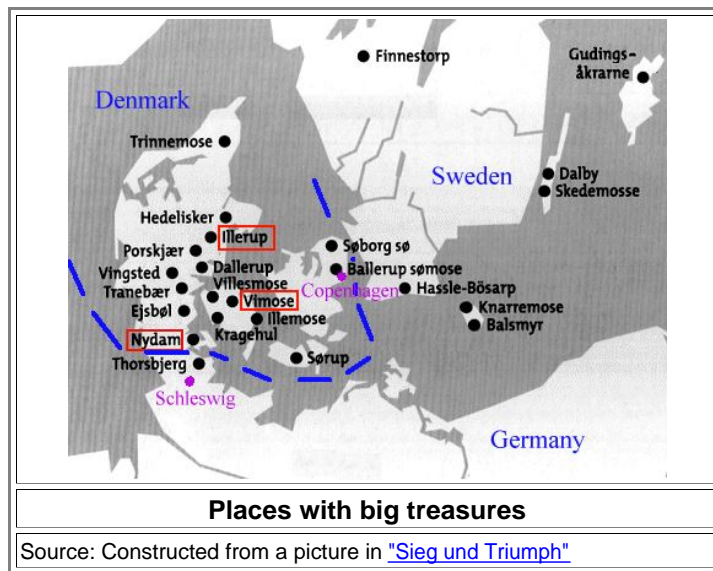 Finnestorp
Gudings-
åkrarne
Denmark
Trinnemose
Sweden
Dalby
Skedemosse
Hedelisker
Illerup
Søborg sø
Porskjær
Dallerup
Ballerup sømose
Vingsted
Villesmose
Copenhagen
Hassle-Bösarp
Tranebær
Vimose
Knarremose
Ejsbøl
Illemose
Balsmyr
Kragehul
Nydam
Sørup
Thorsbjerg
Schleswig
Germany
Places with big treasures
Source: Constructed from a picture in "Sieg und Triumph"